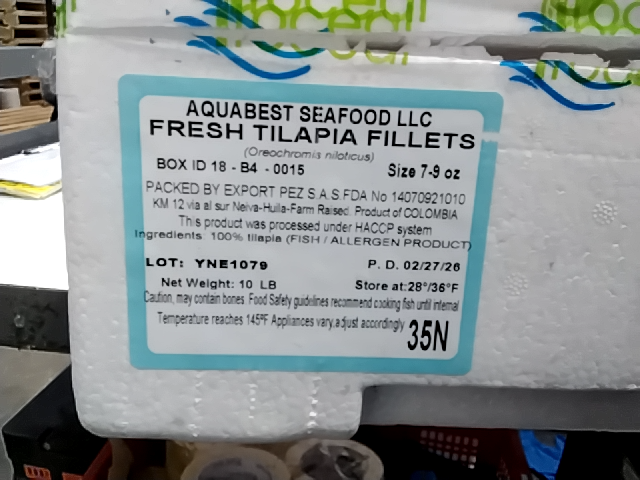 AQUABEST SEAFOOD LLC
FRESH TILAPIA FILLETS
(Oreochromis niloticus)
BOX ID 18 - B4 - 0015 Size 7-9 oz
PACKED BY EXPORT PEZ S.A.S.FDA No 14070921010
KM 12 via al sur Neiva-Huila-Farm Raised. Product of COLOMBIA
This product was processed under HACCP system
Ingredients: 100% tilapia (FISH / ALLERGEN PRODUCT)
LOT: YNE1079 P. D. 02/27/26
Net Weight: 10 LB Store at:28°/36°F
Caution, may contain bones. Food Safety guidelines recommend cooking fish until internal
Temperature reaches 145ºF Appliances vary,adjust accordingly
35N